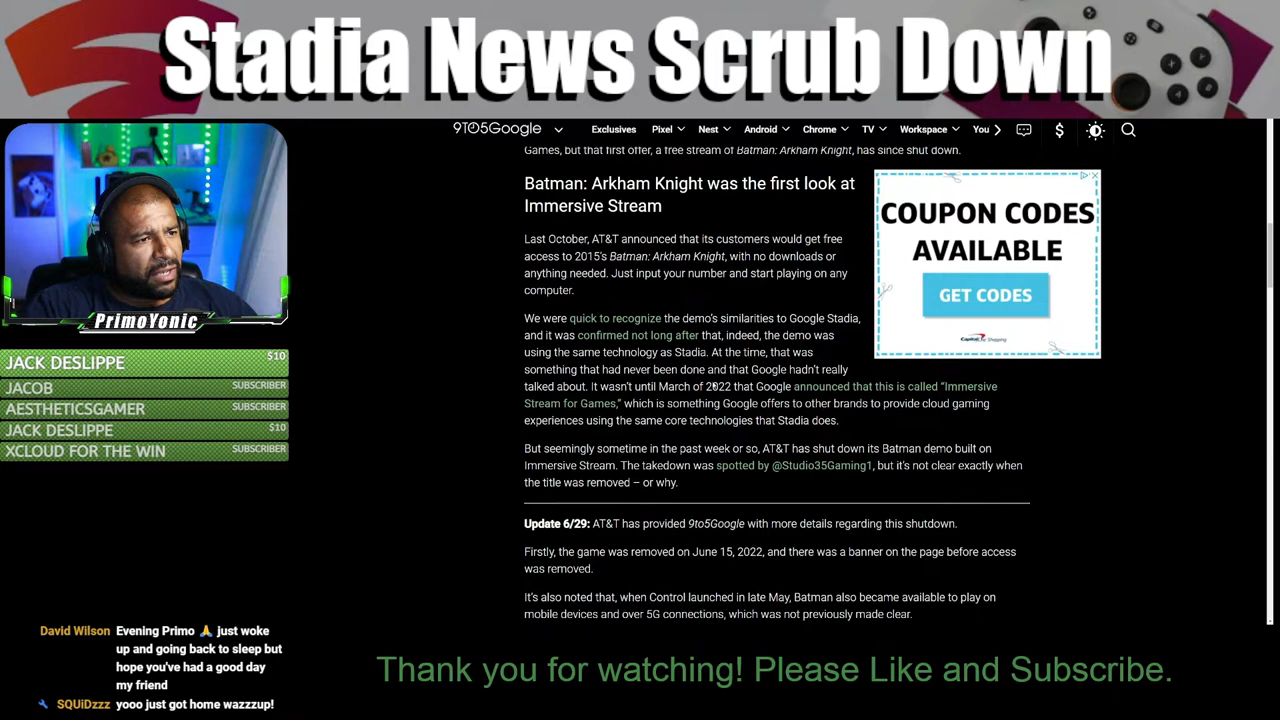 Stadia News Scrub Down
9TO5Google
Exclusives Pixel Nest Android Chrome TV Workspace You
Games, but that first offer, a free stream of Batman: Arkham Knight, has since shut down.
Batman: Arkham Knight was the first look at
Immersive Stream
Last October, AT&T announced that its customers would get free
access to 2015's Batman: Arkham Knight, with no downloads or
anything needed. Just input your number and start playing on any
computer.
We were quick to recognize the demo's similarities to Google Stadia,
and it was confirmed not long after that, indeed, the demo was
using the same technology as Stadia. At the time, that was
something that had never been done and that Google hadn't really
talked about. It wasn't until March of 2022 that Google announced that this is called "Immersive
Stream for Games," which is something Google offers to other brands to provide cloud gaming
experiences using the same core technologies that Stadia does.
But seemingly sometime in the past week or so, AT&T has shut down its Batman demo built on
Immersive Stream. The takedown was spotted by @Studio35Gaming1, but it's not clear exactly when
the title was removed – or why.
Update 6/29: AT&T has provided 9to5Google with more details regarding this shutdown.
Firstly, the game was removed on June 15, 2022, and there was a banner on the page before access
was removed.
It's also noted that, when Control launched in late May, Batman also became available to play on
mobile devices and over 5G connections, which was not previously made clear.
COUPON CODES
AVAILABLE
GET CODES
Capital One Shopping
PrimoYonic
JACK DESLIPPE $10
JACOB SUBSCRIBER
AESTHETICSGAMER SUBSCRIBER
JACK DESLIPPE $10
XCLOUD FOR THE WIN SUBSCRIBER
David Wilson Evening Primo 🙏 just woke
up and going back to sleep but
hope you've had a good day
my friend
SQUiDzzz yooo just got home wazzzup!
Thank you for watching! Please Like and Subscribe.